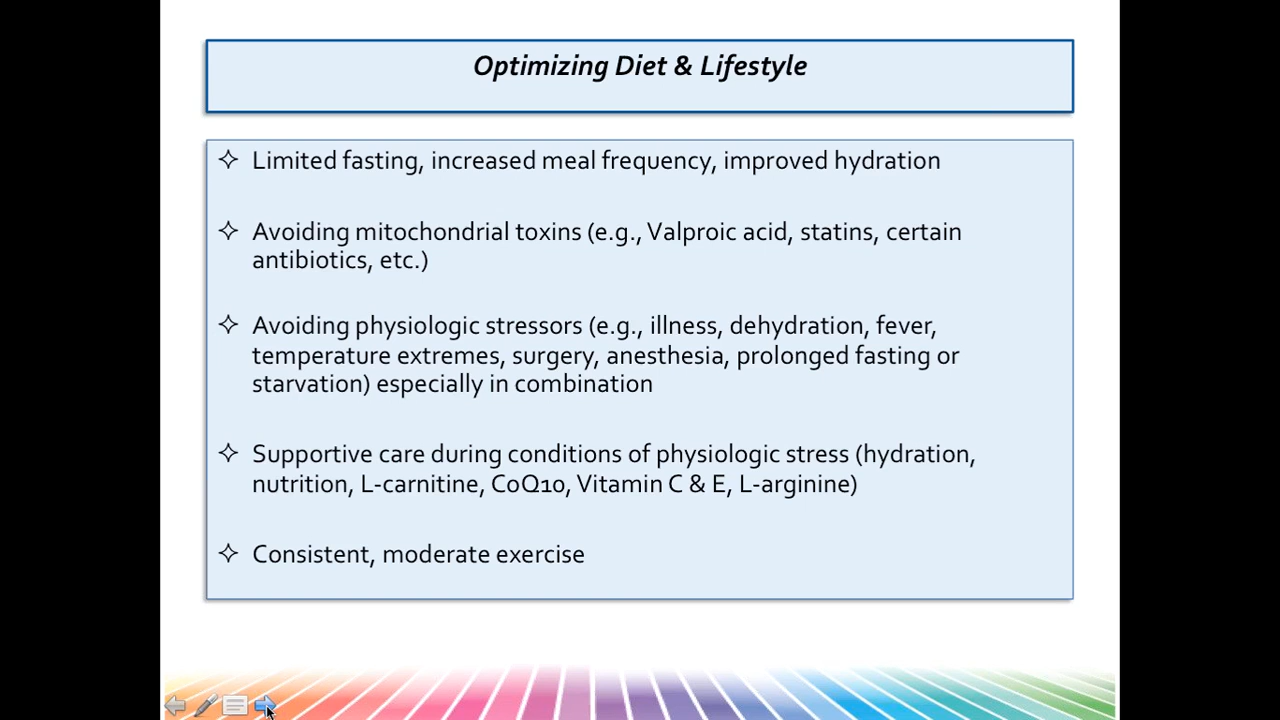 Optimizing Diet & Lifestyle
Limited fasting, increased meal frequency, improved hydration
Avoiding mitochondrial toxins (e.g., Valproic acid, statins, certain
antibiotics, etc.)
Avoiding physiologic stressors (e.g., illness, dehydration, fever,
temperature extremes, surgery, anesthesia, prolonged fasting or
starvation) especially in combination
Supportive care during conditions of physiologic stress (hydration,
nutrition, L-carnitine, CoQ10, Vitamin C & E, L-arginine)
Consistent, moderate exercise